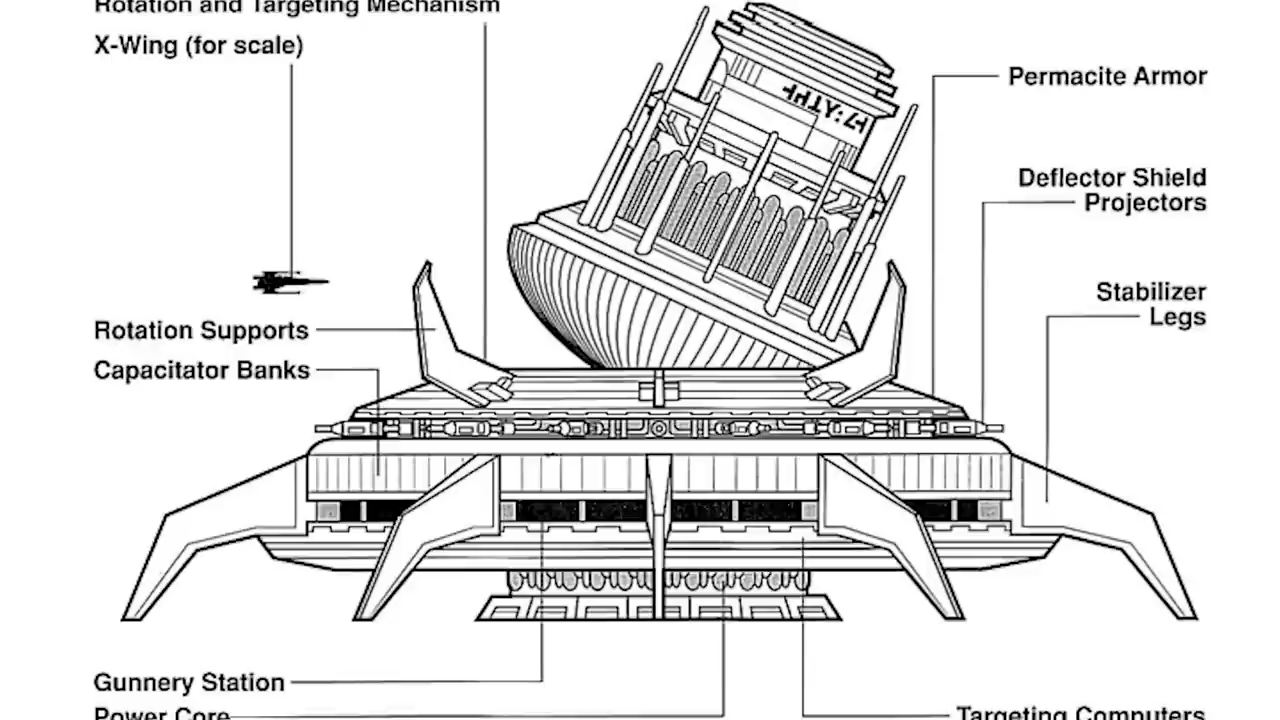 Rotation and Targeting Mechanism
X-Wing (for scale)
Permacite Armor
Deflector Shield
Projectors
Stabilizer
Legs
Rotation Supports
Capacitator Banks
Gunnery Station
Power Core
Targeting Computers